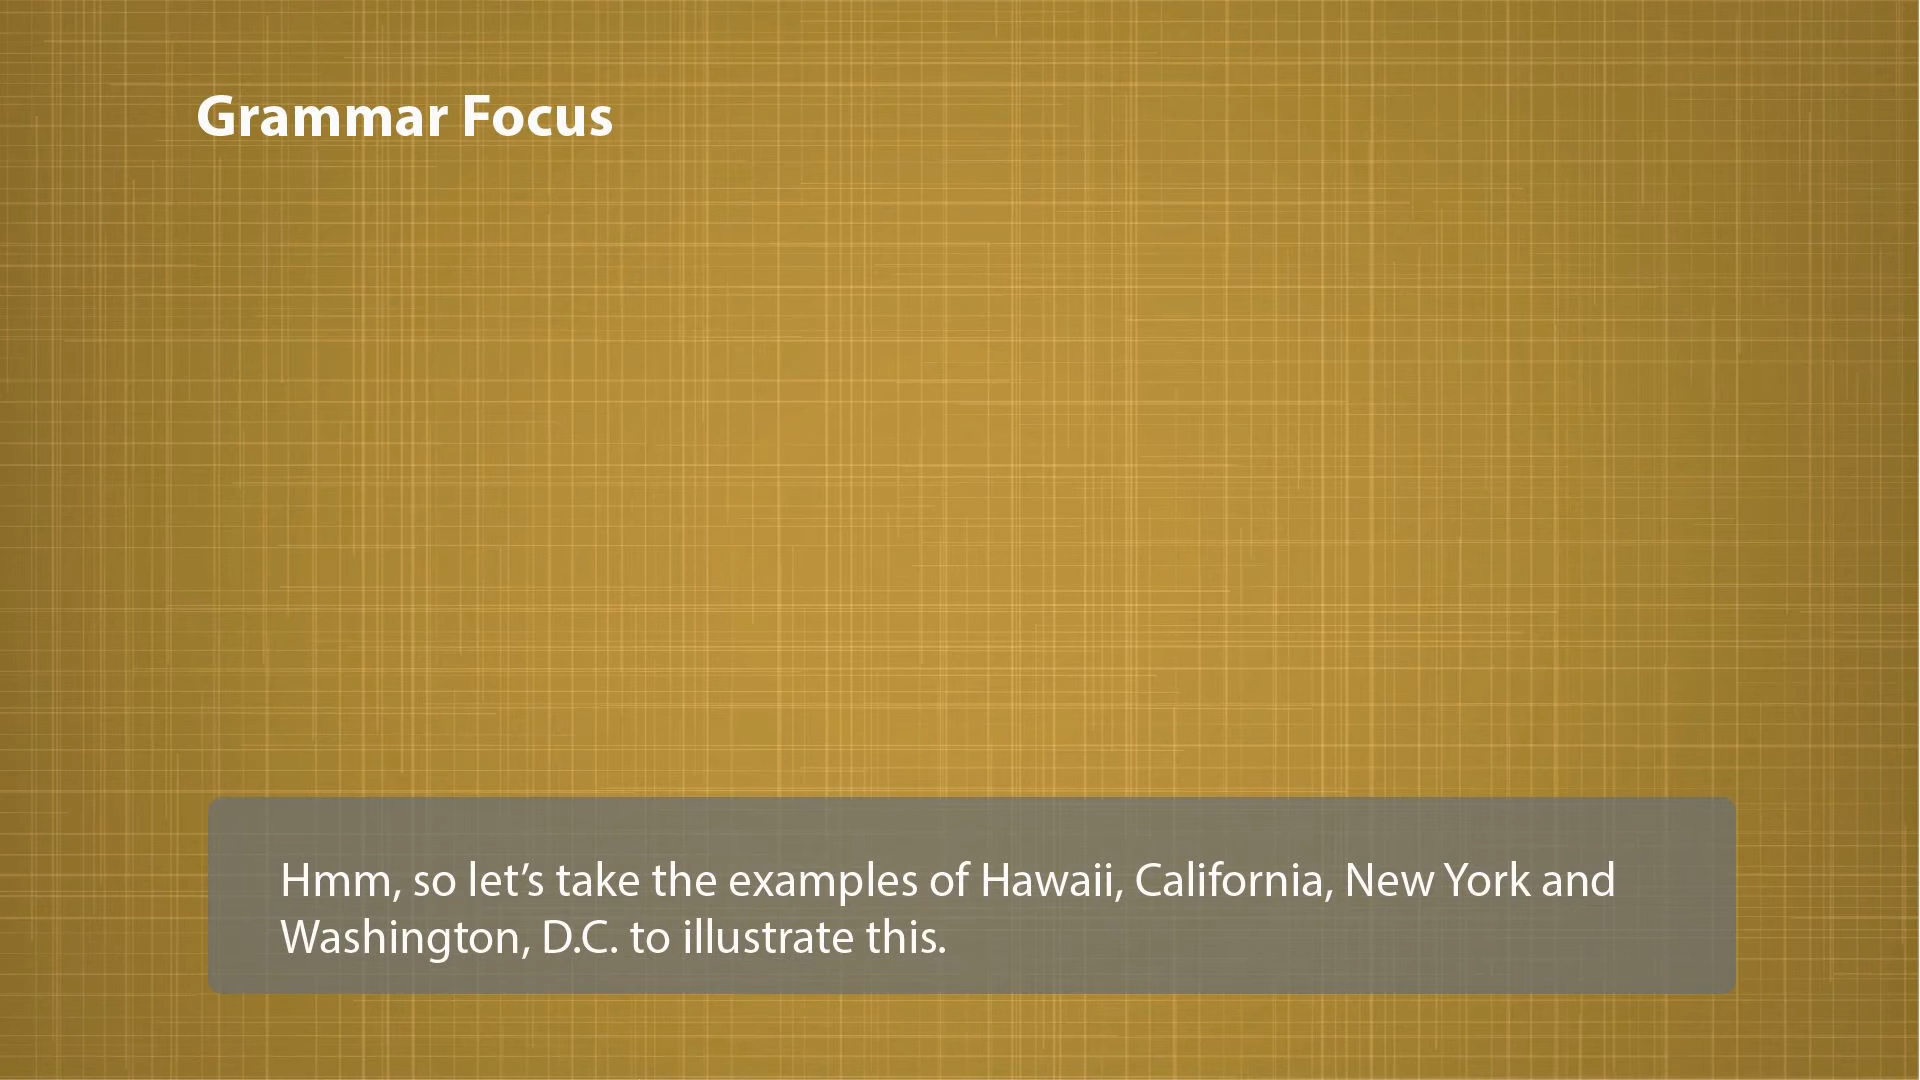 Grammar Focus
Hmm, so let’s take the examples of Hawaii, California, New York and
Washington, D.C. to illustrate this.